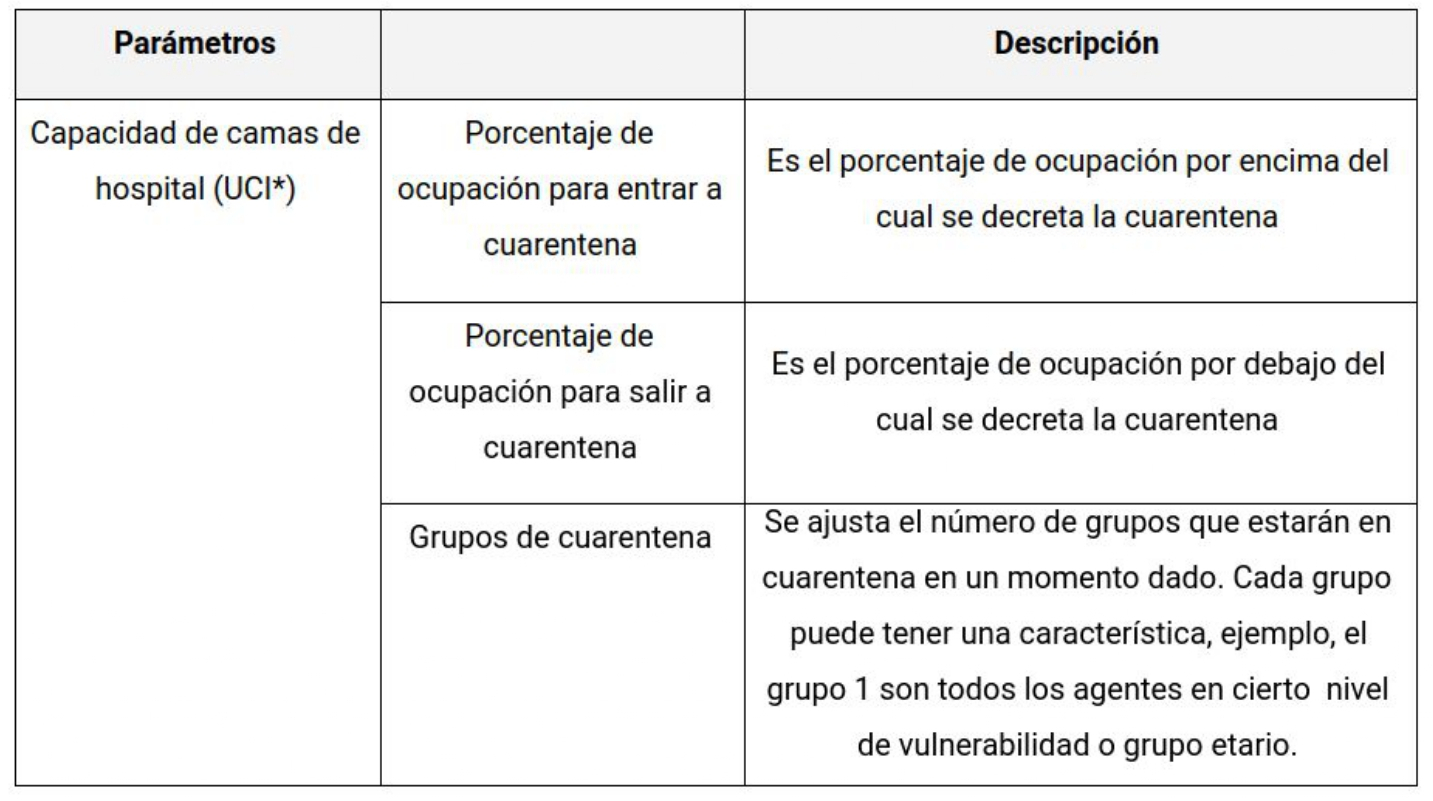 Parámetros
Descripción
Capacidad de camas de
hospital (UCI*)
Porcentaje de
ocupación para entrar a
cuarentena
Es el porcentaje de ocupación por encima del
cual se decreta la cuarentena
Porcentaje de
ocupación para salir a
cuarentena
Es el porcentaje de ocupación por debajo del
cual se decreta la cuarentena
Grupos de cuarentena
Se ajusta el número de grupos que estarán en
cuarentena en un momento dado. Cada grupo
puede tener una característica, ejemplo, el
grupo 1 son todos los agentes en cierto  nivel
de vulnerabilidad o grupo etario.